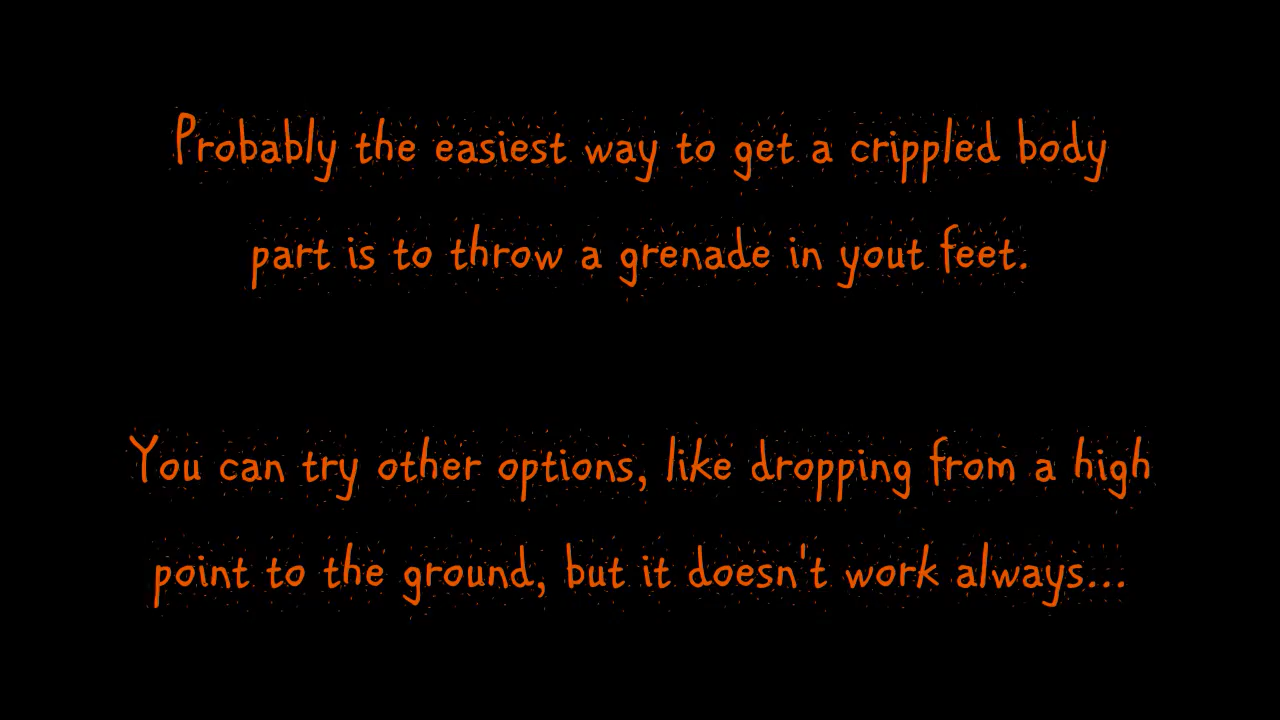 Probably the easiest way to get a crippled body
part is to throw a grenade in yout feet.
You can try other options, like dropping from a high
point to the ground, but it doesn't work always...